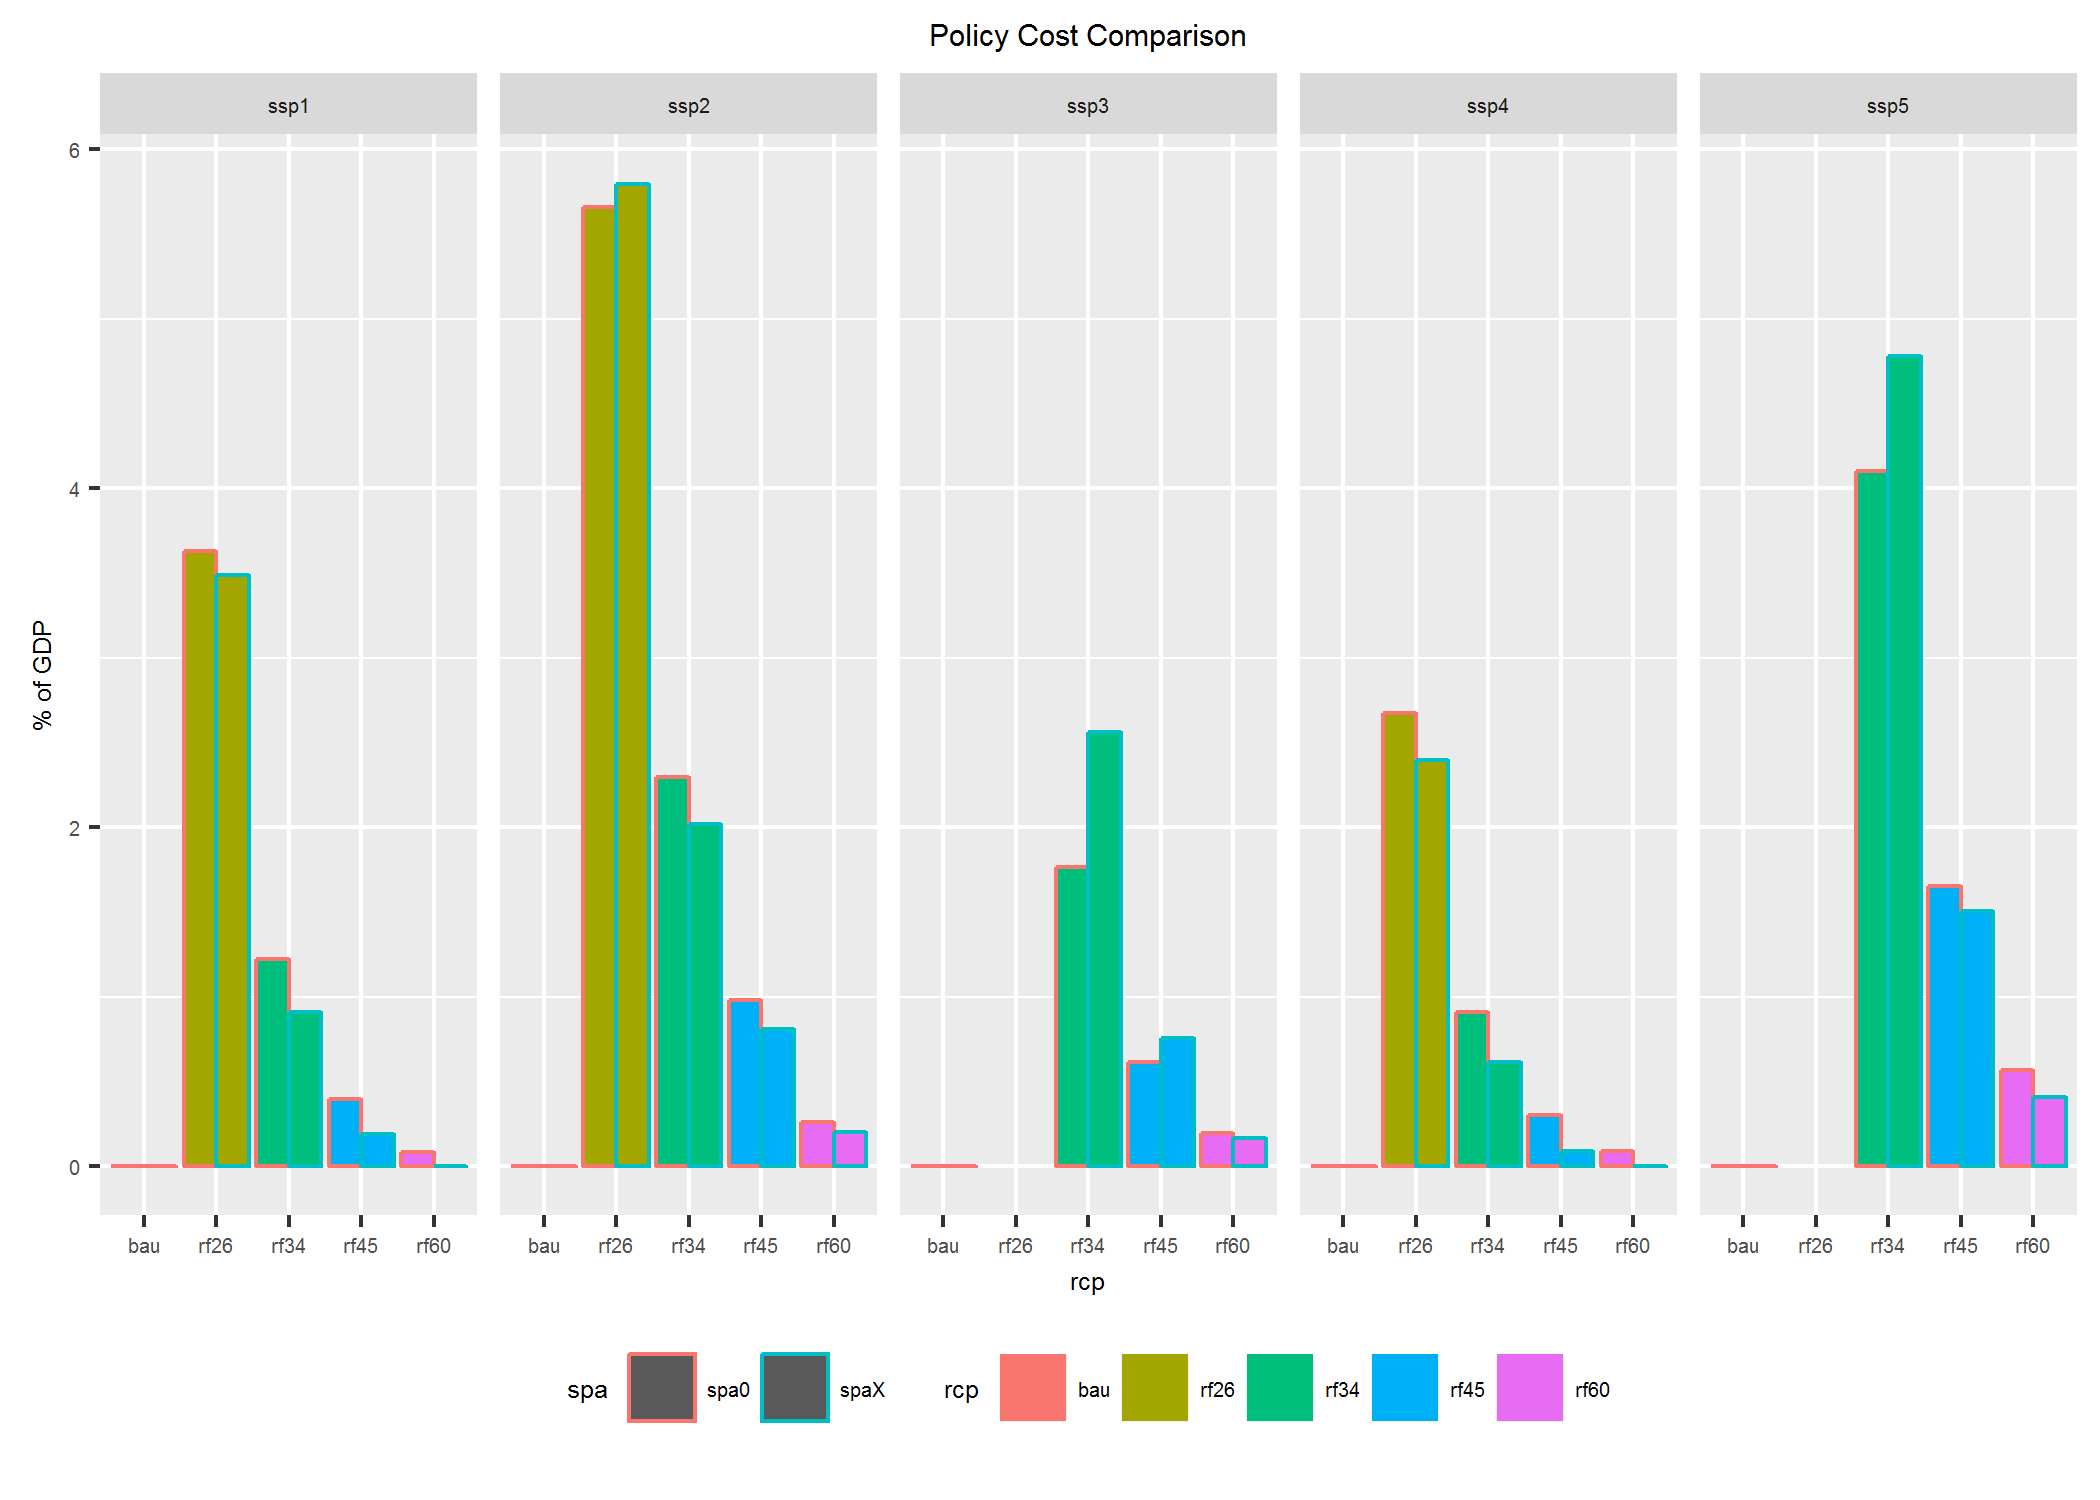 Policy Cost Comparison
ssp1 ssp2 ssp3 ssp4 ssp5
6
4
2
0
% of GDP
bau rf26 rf34 rf45 rf60 bau rf26 rf34 rf45 rf60 bau rf26 rf34 rf45 rf60 bau rf26 rf34 rf45 rf60 bau rf26 rf34 rf45 rf60
rcp
spa spa0 spaX rcp bau rf26 rf34 rf45 rf60